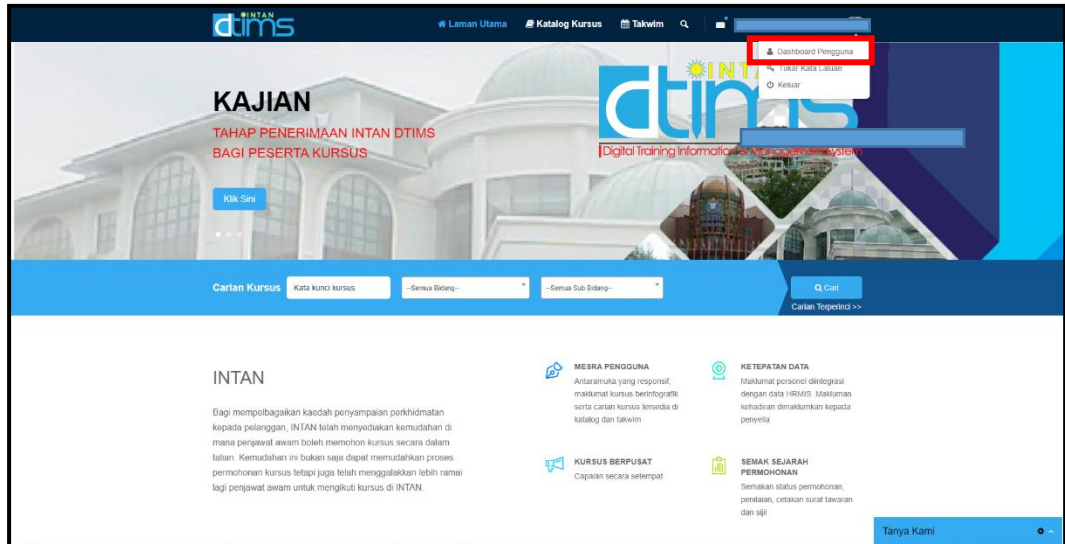 INTAN
dtims
Laman Utama
Katalog Kursus
Takwim
Dashboard Pengguna
Tukar Kata Laluan
Keluar
KAJIAN
TAHAP PENERIMAAN INTAN DTIMS
BAGI PESERTA KURSUS
Klik Sini
INT
dtims
Digital Training Information & Management System
Carian Kursus
Kata kunci kursus
--Semua Bidang--
--Semua Sub Bidang--
Cari
Carian Terperinci >>
INTAN
Bagi mempelbagaikan kaedah penyampaian perkhidmatan
kepada pelanggan, INTAN telah menyediakan kemudahan di
mana penjawat awam boleh memohon kursus secara dalam
talian. Kemudahan ini bukan saja dapat memudahkan proses
permohonan kursus tetapi juga telah menggalakkan lebih ramai
lagi penjawat awam untuk mengikuti kursus di INTAN.
MESRA PENGGUNA
Antaramuka yang responsif,
maklumat kursus berinfografik
serta carian kursus tersedia di
katalog dan takwim
KETEPATAN DATA
Maklumat personel diintegrasi
dengan data HRMIS. Makluman
kehadiran dimaklumkan kepada
penyelia
KURSUS BERPUSAT
Capaian secara setempat
SEMAK SEJARAH
PERMOHONAN
Semakan status permohonan,
penilaian, cetakan surat tawaran
dan sijil
Tanya Kami